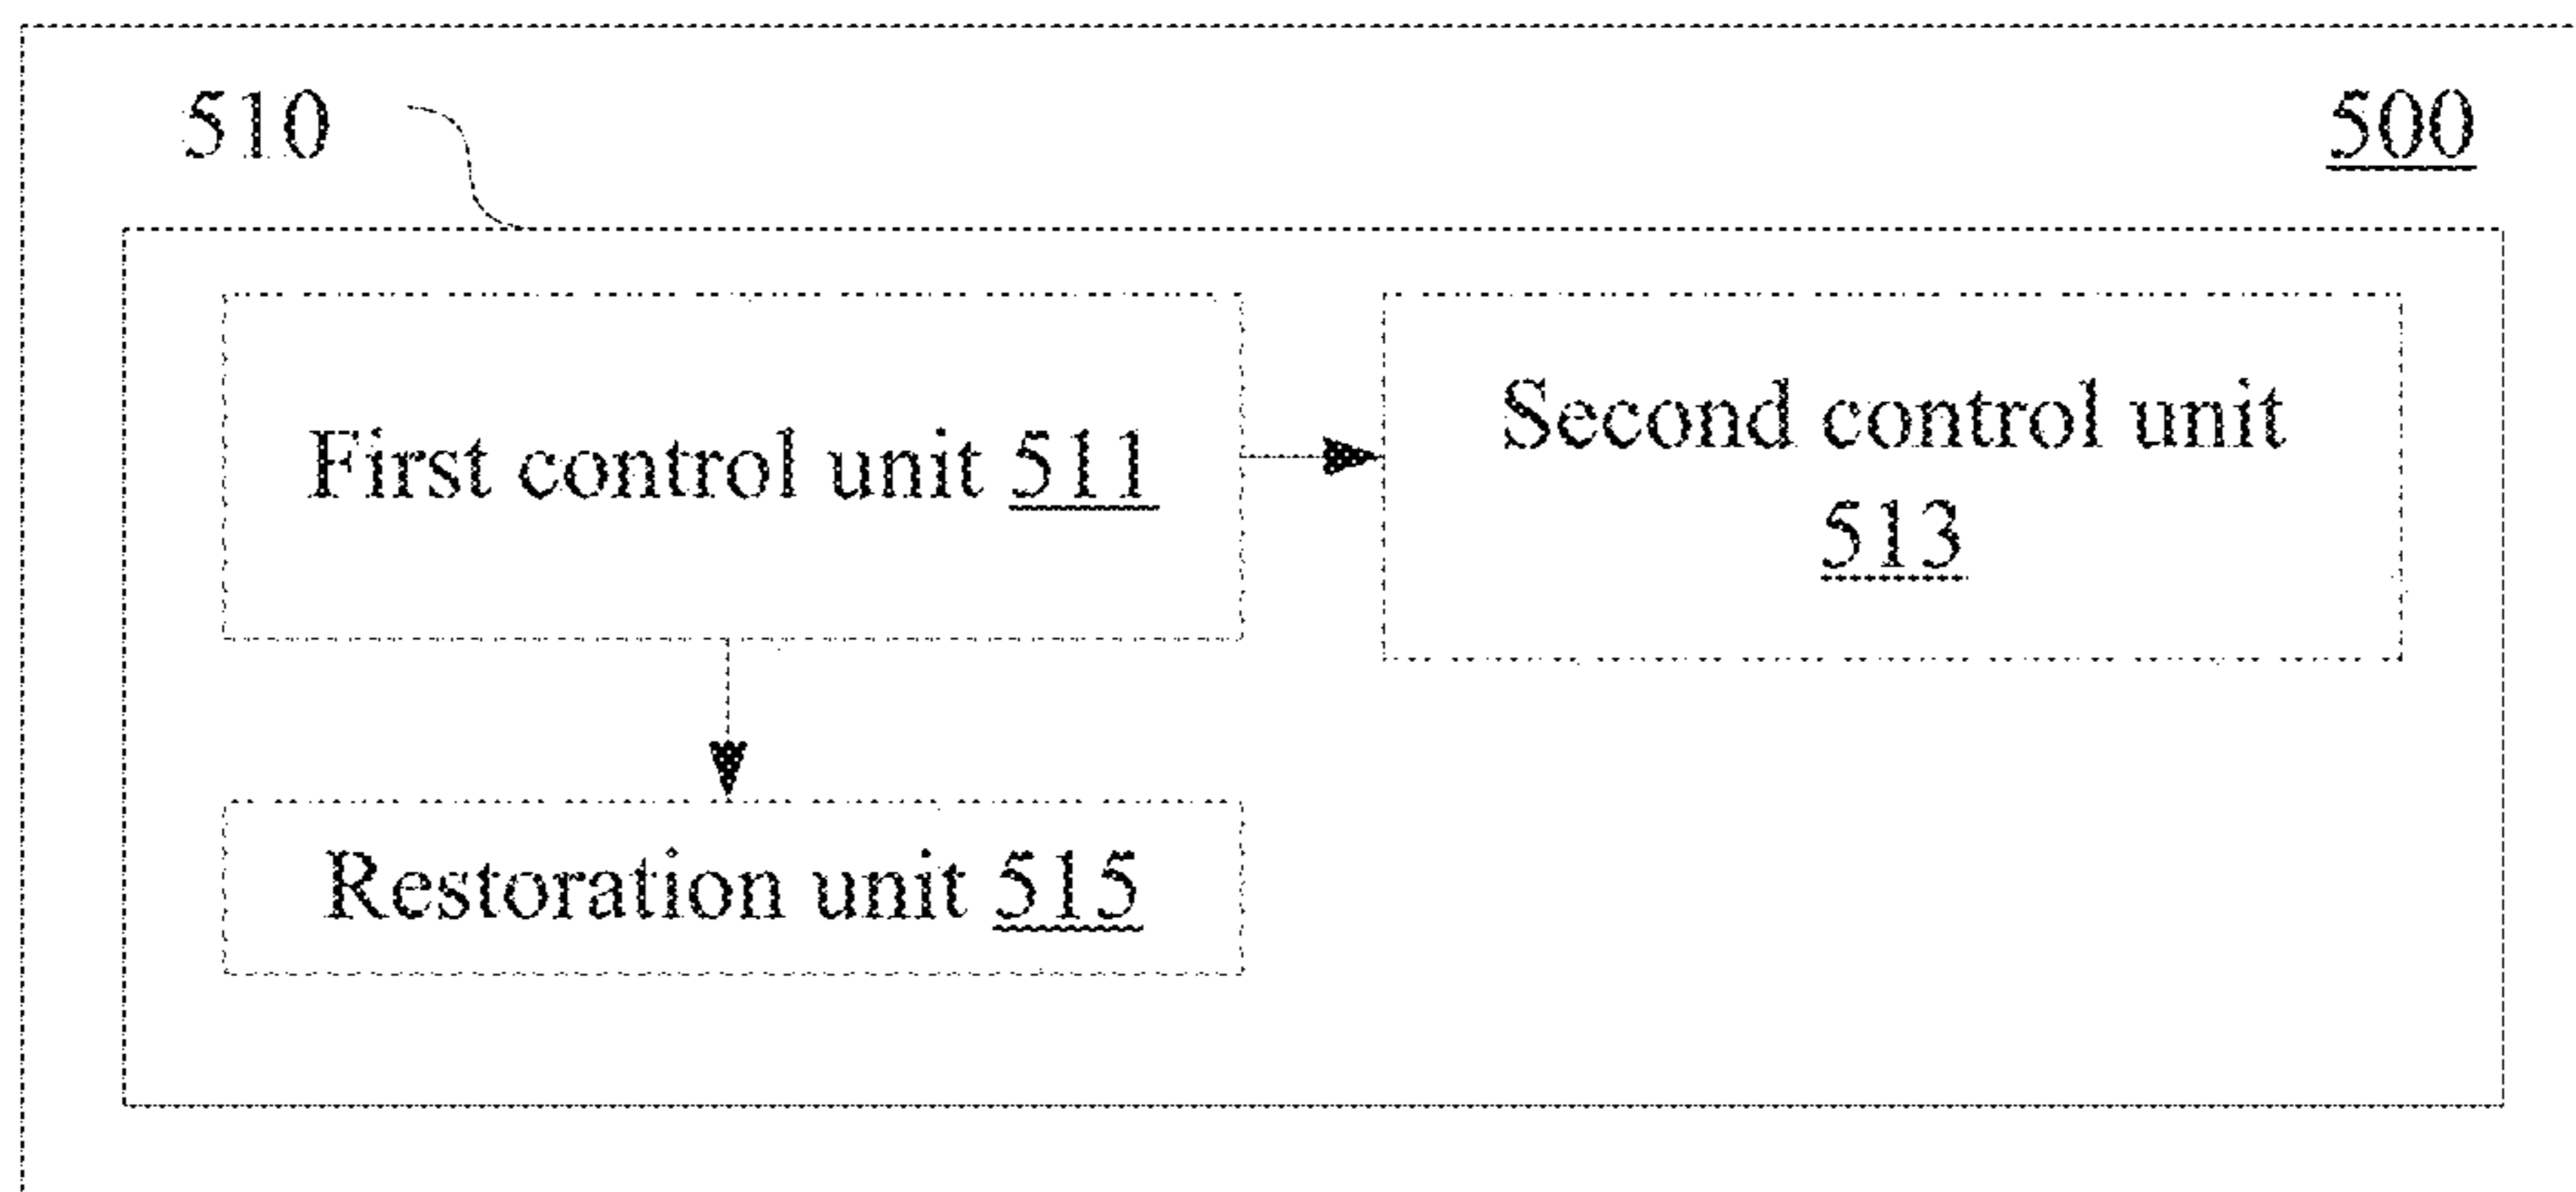 510
500
First control unit 511
Second control unit
513
Restoration unit 515